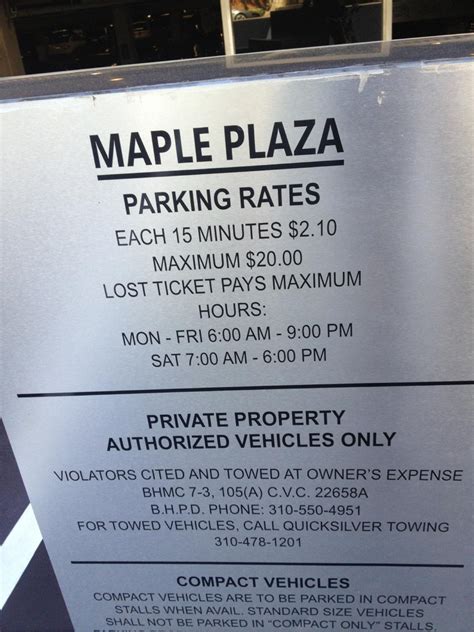 MAPLE PLAZA
PARKING RATES
EACH 15 MINUTES $2.10
MAXIMUM $20.00
LOST TICKET PAYS MAXIMUM
HOURS:
MON - FRI 6:00 AM - 9:00 PM
SAT 7:00 AM - 6:00 PM
PRIVATE PROPERTY
AUTHORIZED VEHICLES ONLY
VIOLATORS CITED AND TOWED AT OWNER'S EXPENSE
BHMC 7-3, 105(A) C.V.C. 22658A
B.H.P.D. PHONE: 310-550-4951
FOR TOWED VEHICLES, CALL QUICKSILVER TOWING
310-478-1201
COMPACT VEHICLES
COMPACT VEHICLES ARE TO BE PARKED IN COMPACT
STALLS WHEN AVAIL. STANDARD SIZE VEHICLES
SHALL NOT BE PARKED IN "COMPACT ONLY" STALLS.